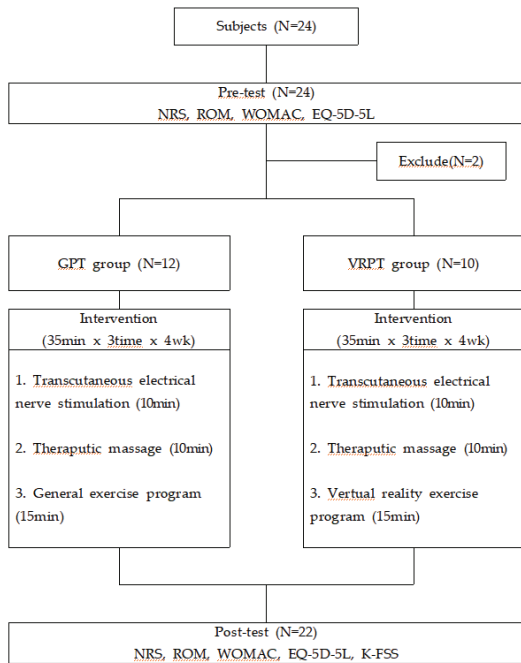 Subjects (N=24)
Pre-test (N=24)
NRS, ROM, WOMAC, EQ-5D-5L
Exclude(N=2)
GPT group (N=12)
Intervention
(35min x 3time x 4wk)
1. Transcutaneous electrical
nerve stimulation (10min)
2. Theraputic massage (10min)
3. General exercise program
(15min)
VRPT group (N=10)
Intervention
(35min x 3time x 4wk)
1. Transcutaneous electrical
nerve stimulation (10min)
2. Theraputic massage (10min)
3. Vertual reality exercise
program (15min)
Post-test (N=22)
NRS, ROM, WOMAC, EQ-5D-5L, K-FSS